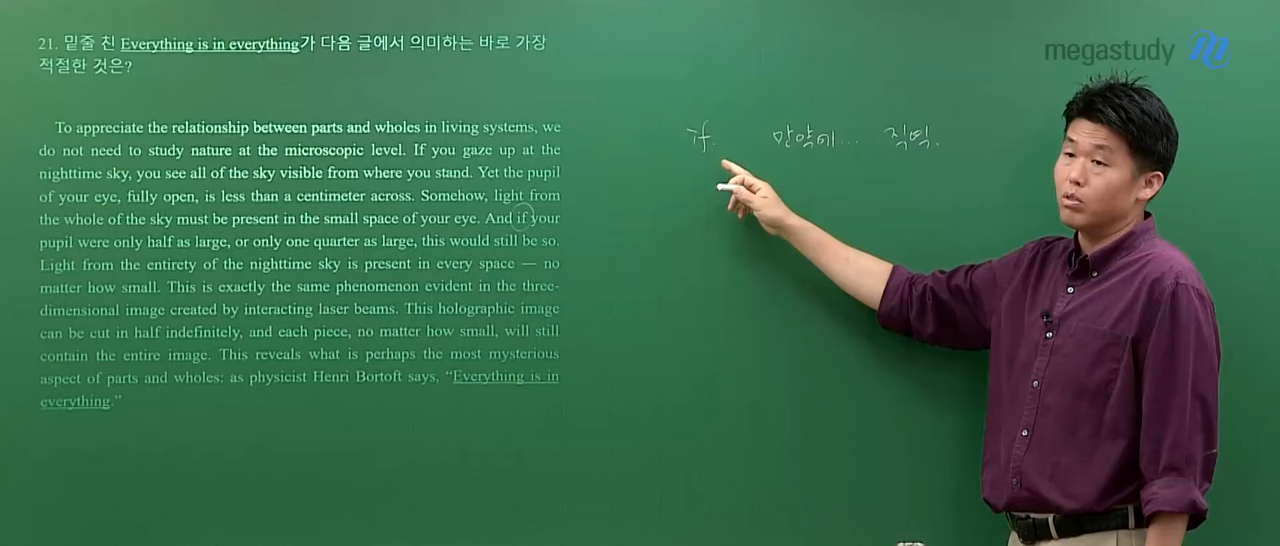 21. 밑줄 친 Everything is in everything가 다음 글에서 의미하는 바로 가장
적절한 것은?
megastudy
To appreciate the relationship between parts and wholes in living systems, we
do not need to study nature at the microscopic level. If you gaze up at the
nighttime sky, you see all of the sky visible from where you stand. Yet the pupil
of your eye, fully open, is less than a centimeter across. Somehow, light from
the whole of the sky must be present in the small space of your eye. And if your
pupil were only half as large, or only one quarter as large, this would still be so.
Light from the entirety of the nighttime sky is present in every space — no
matter how small. This is exactly the same phenomenon evident in the three-
dimensional image created by interacting laser beams. This holographic image
can be cut in half indefinitely, and each piece, no matter how small, will still
contain the entire image. This reveals what is perhaps the most mysterious
aspect of parts and wholes: as physicist Henri Bortoft says, “Everything is in
everything.”
if. 만약에... 직역.